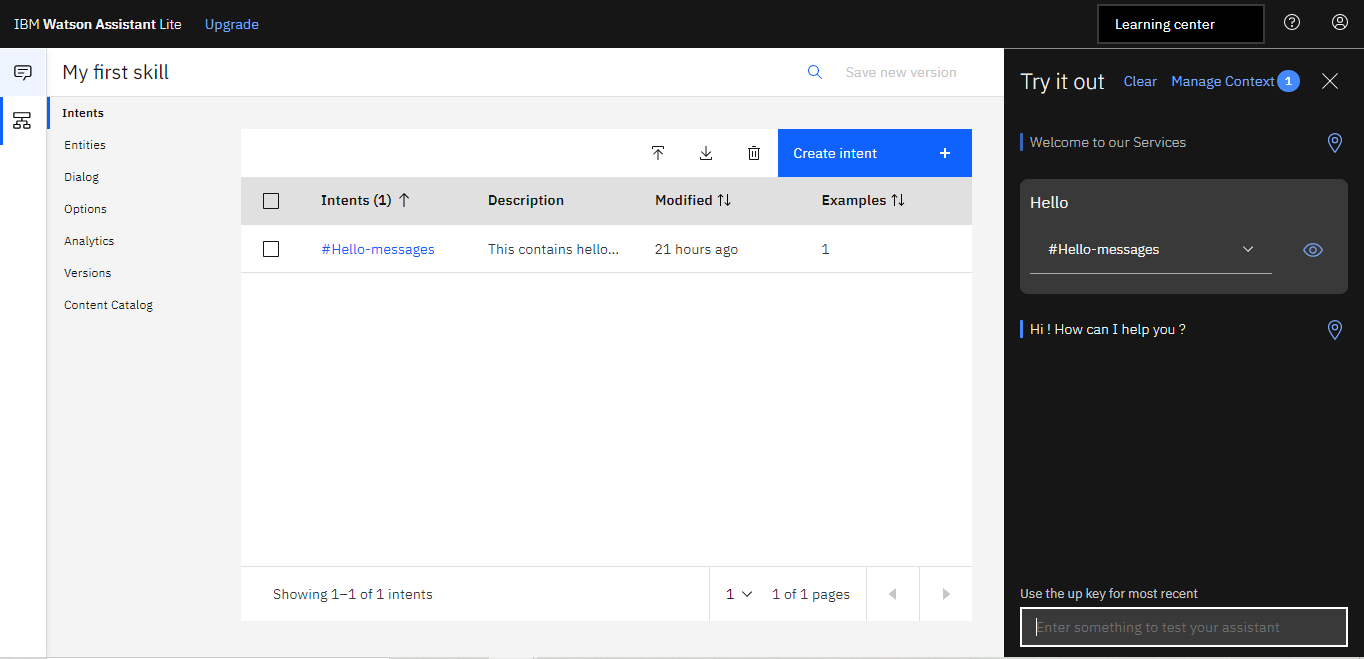 IBM Watson Assistant Lite Upgrade Learning center
My first skill Save new version
Intents
Entities
Dialog
Options
Analytics
Versions
Content Catalog
Create intent +
Intents (1) Description Modified Examples
#Hello-messages This contains hello... 21 hours ago 1
Showing 1–1 of 1 intents 1 1 of 1 pages
Try it out Clear Manage Context 1
Welcome to our Services
Hello
#Hello-messages
Hi ! How can I help you ?
Use the up key for most recent
Enter something to test your assistant